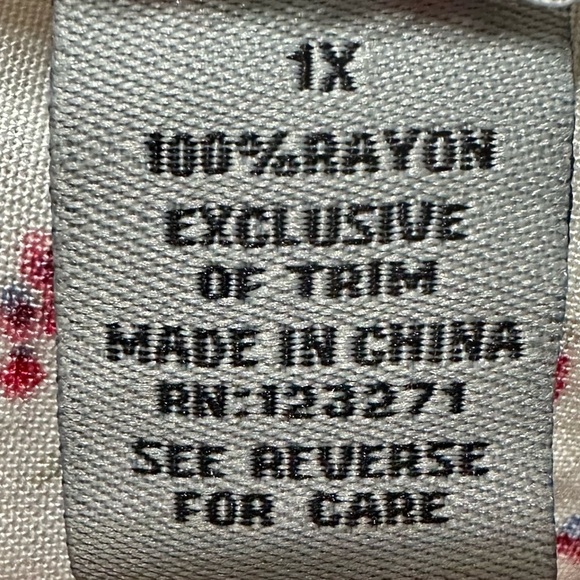 1X
100%RAYON
EXCLUSIVE
OF TRIM
MADE IN CHINA
RN:123271
SEE REVERSE
FOR CARE